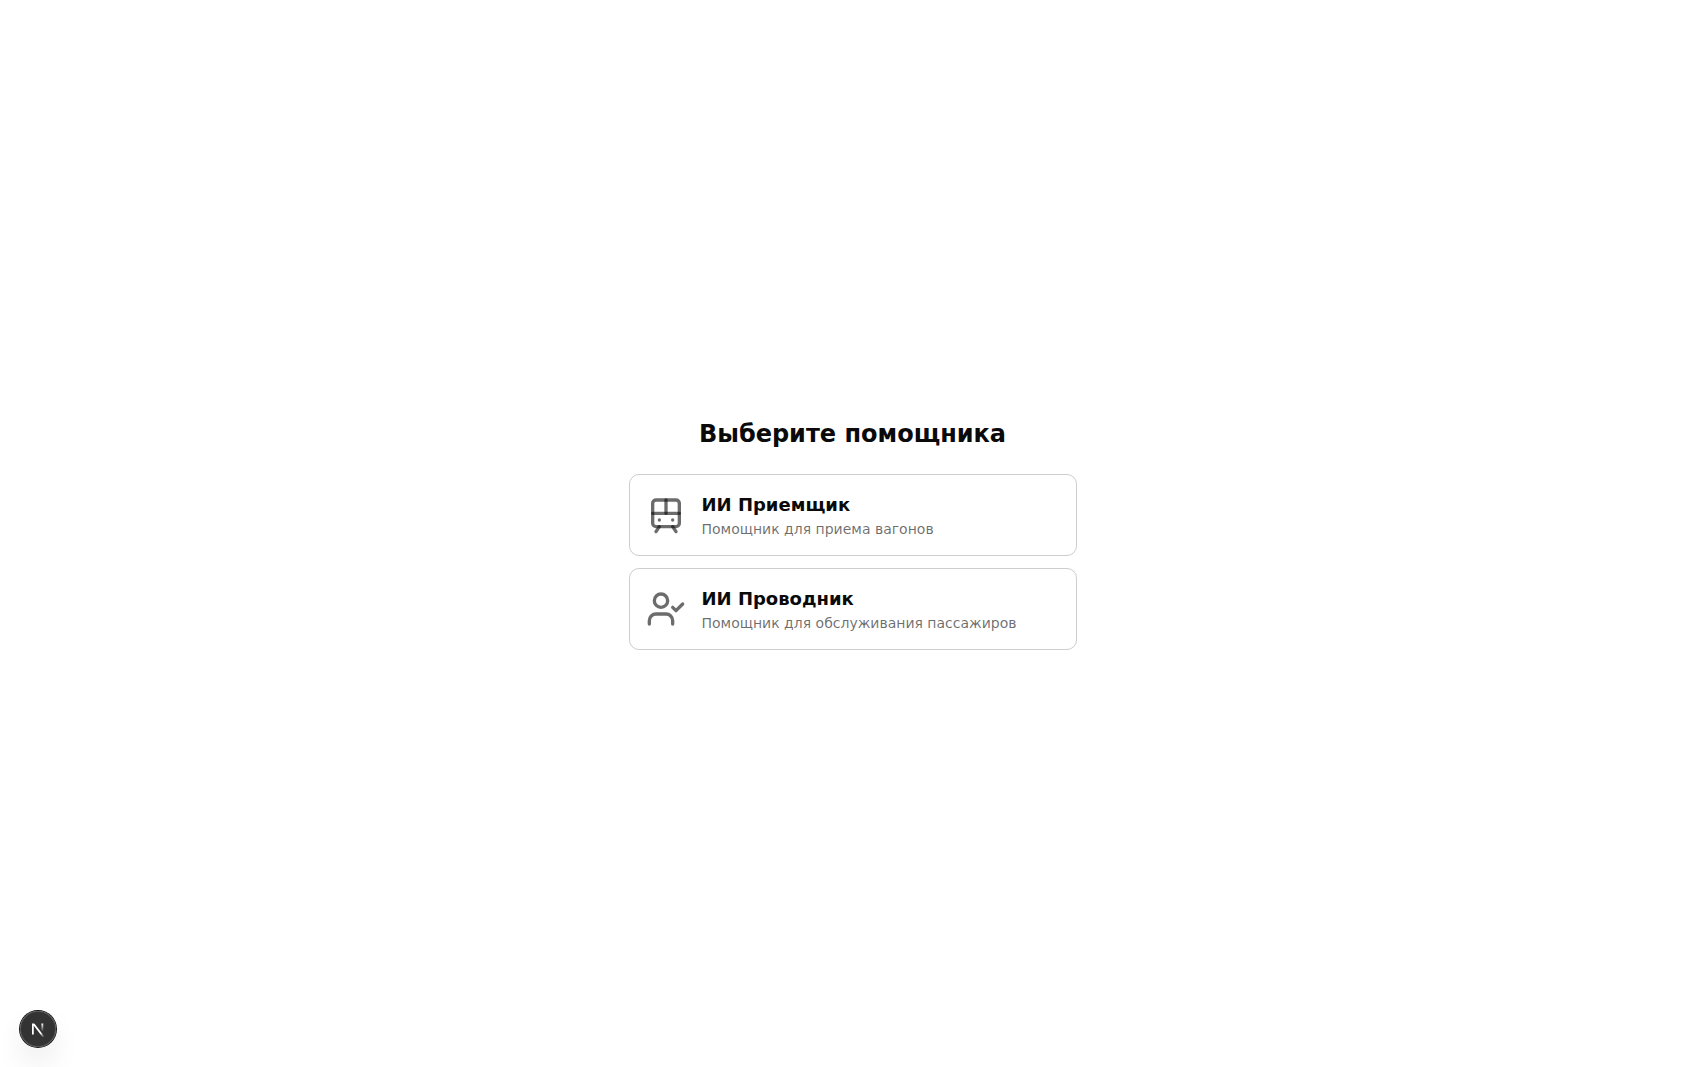 Выберите помощника
ИИ Приемщик
Помощник для приема вагонов
ИИ Проводник
Помощник для обслуживания пассажиров
N